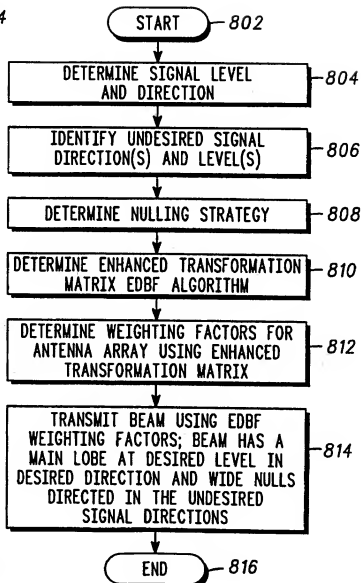 4
START 802
DETERMINE SIGNAL LEVEL
AND DIRECTION
804
IDENTIFY UNDESIRED SIGNAL
DIRECTION(S) AND LEVEL(S)
806
DETERMINE NULLING STRATEGY 808
DETERMINE ENHANCED TRANSFORMATION
MATRIX EDBF ALGORITHM
810
DETERMINE WEIGHTING FACTORS FOR
ANTENNA ARRAY USING ENHANCED
TRANSFORMATION MATRIX
812
TRANSMIT BEAM USING EDBF
WEIGHTING FACTORS; BEAM HAS A
MAIN LOBE AT DESIRED LEVEL IN
DESIRED DIRECTION AND WIDE NULLS
DIRECTED IN THE UNDESIRED
SIGNAL DIRECTIONS
814
END 816